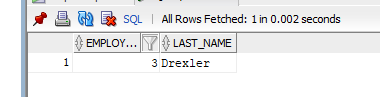 SQL | All Rows Fetched: 1 in 0.002 seconds
EMPLOY... LAST_NAME
1 3 Drexler